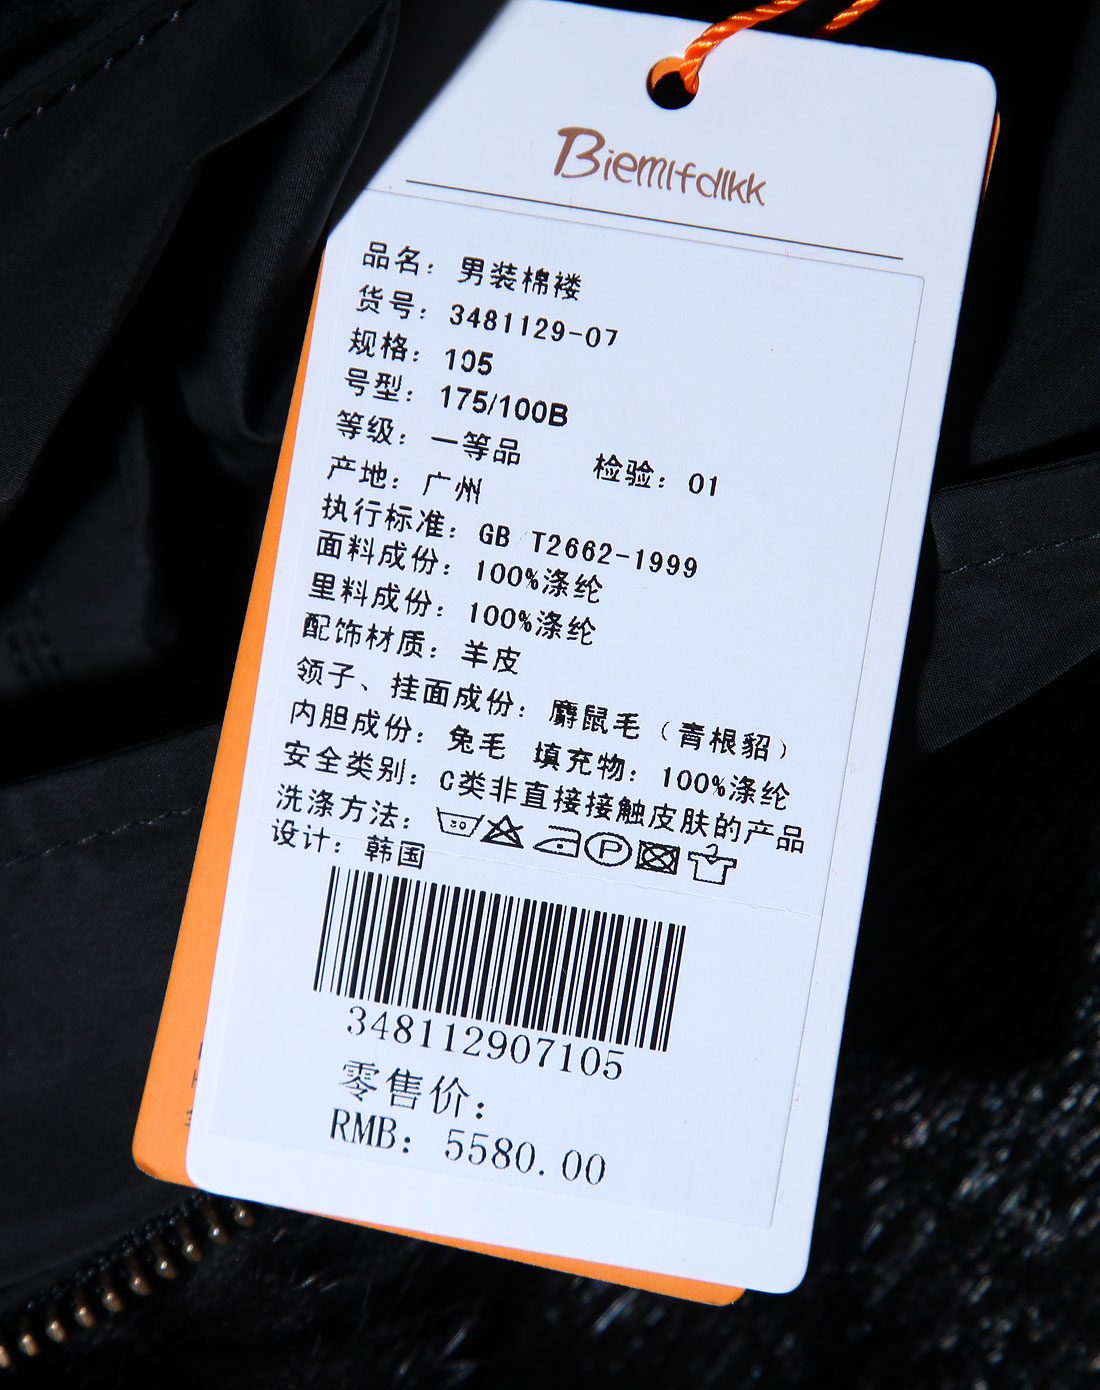 Biemlfdlkk
品名：男装棉褛
货号：3481129-07
规格：105
号型：175/100B
等级：一等品 检验：01
产地：广州
执行标准：GB T2662-1999
面料成份：100%涤纶
里料成份：100%涤纶
配饰材质：羊皮
领子、挂面成份：麝鼠毛（青根貂）
内胆成份：兔毛 填充物：100%涤纶
安全类别：C类非直接接触皮肤的产品
洗涤方法：
设计：韩国
348112907105
零售价：
RMB：5580.00